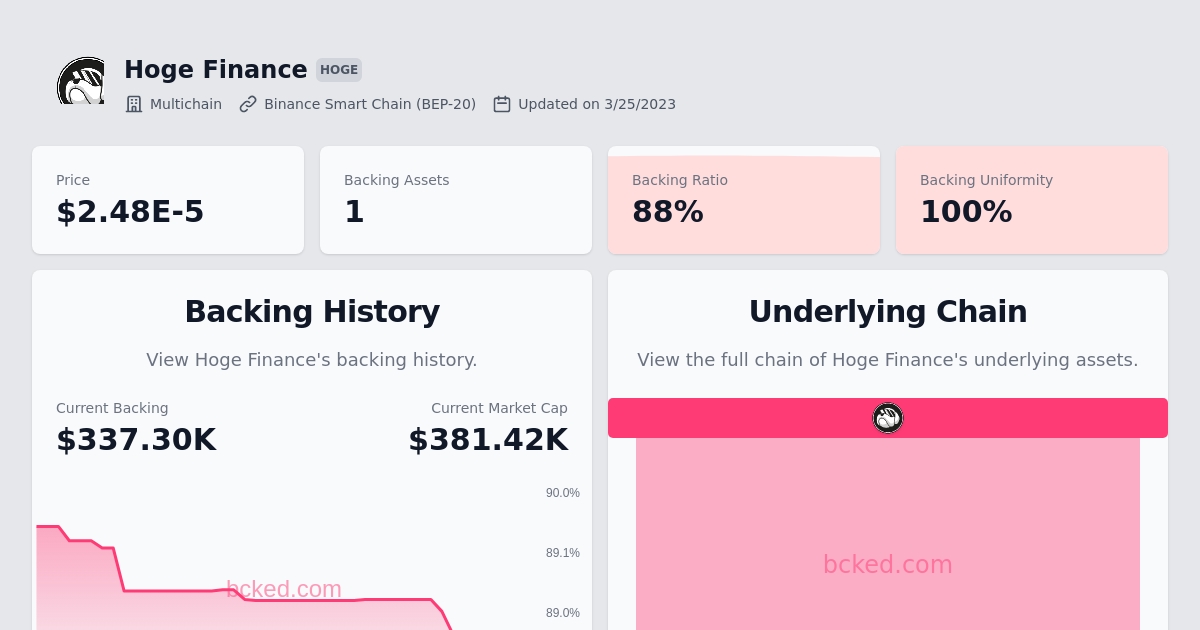 Hoge Finance HOGE
Multichain Binance Smart Chain (BEP-20) Updated on 3/25/2023
Price
$2.48E-5
Backing Assets
1
Backing Ratio
88%
Backing Uniformity
100%
Backing History
View Hoge Finance's backing history.
Current Backing
$337.30K
Current Market Cap
$381.42K
90.0%
89.1%
89.0%
bcked.com
Underlying Chain
View the full chain of Hoge Finance's underlying assets.
bcked.com